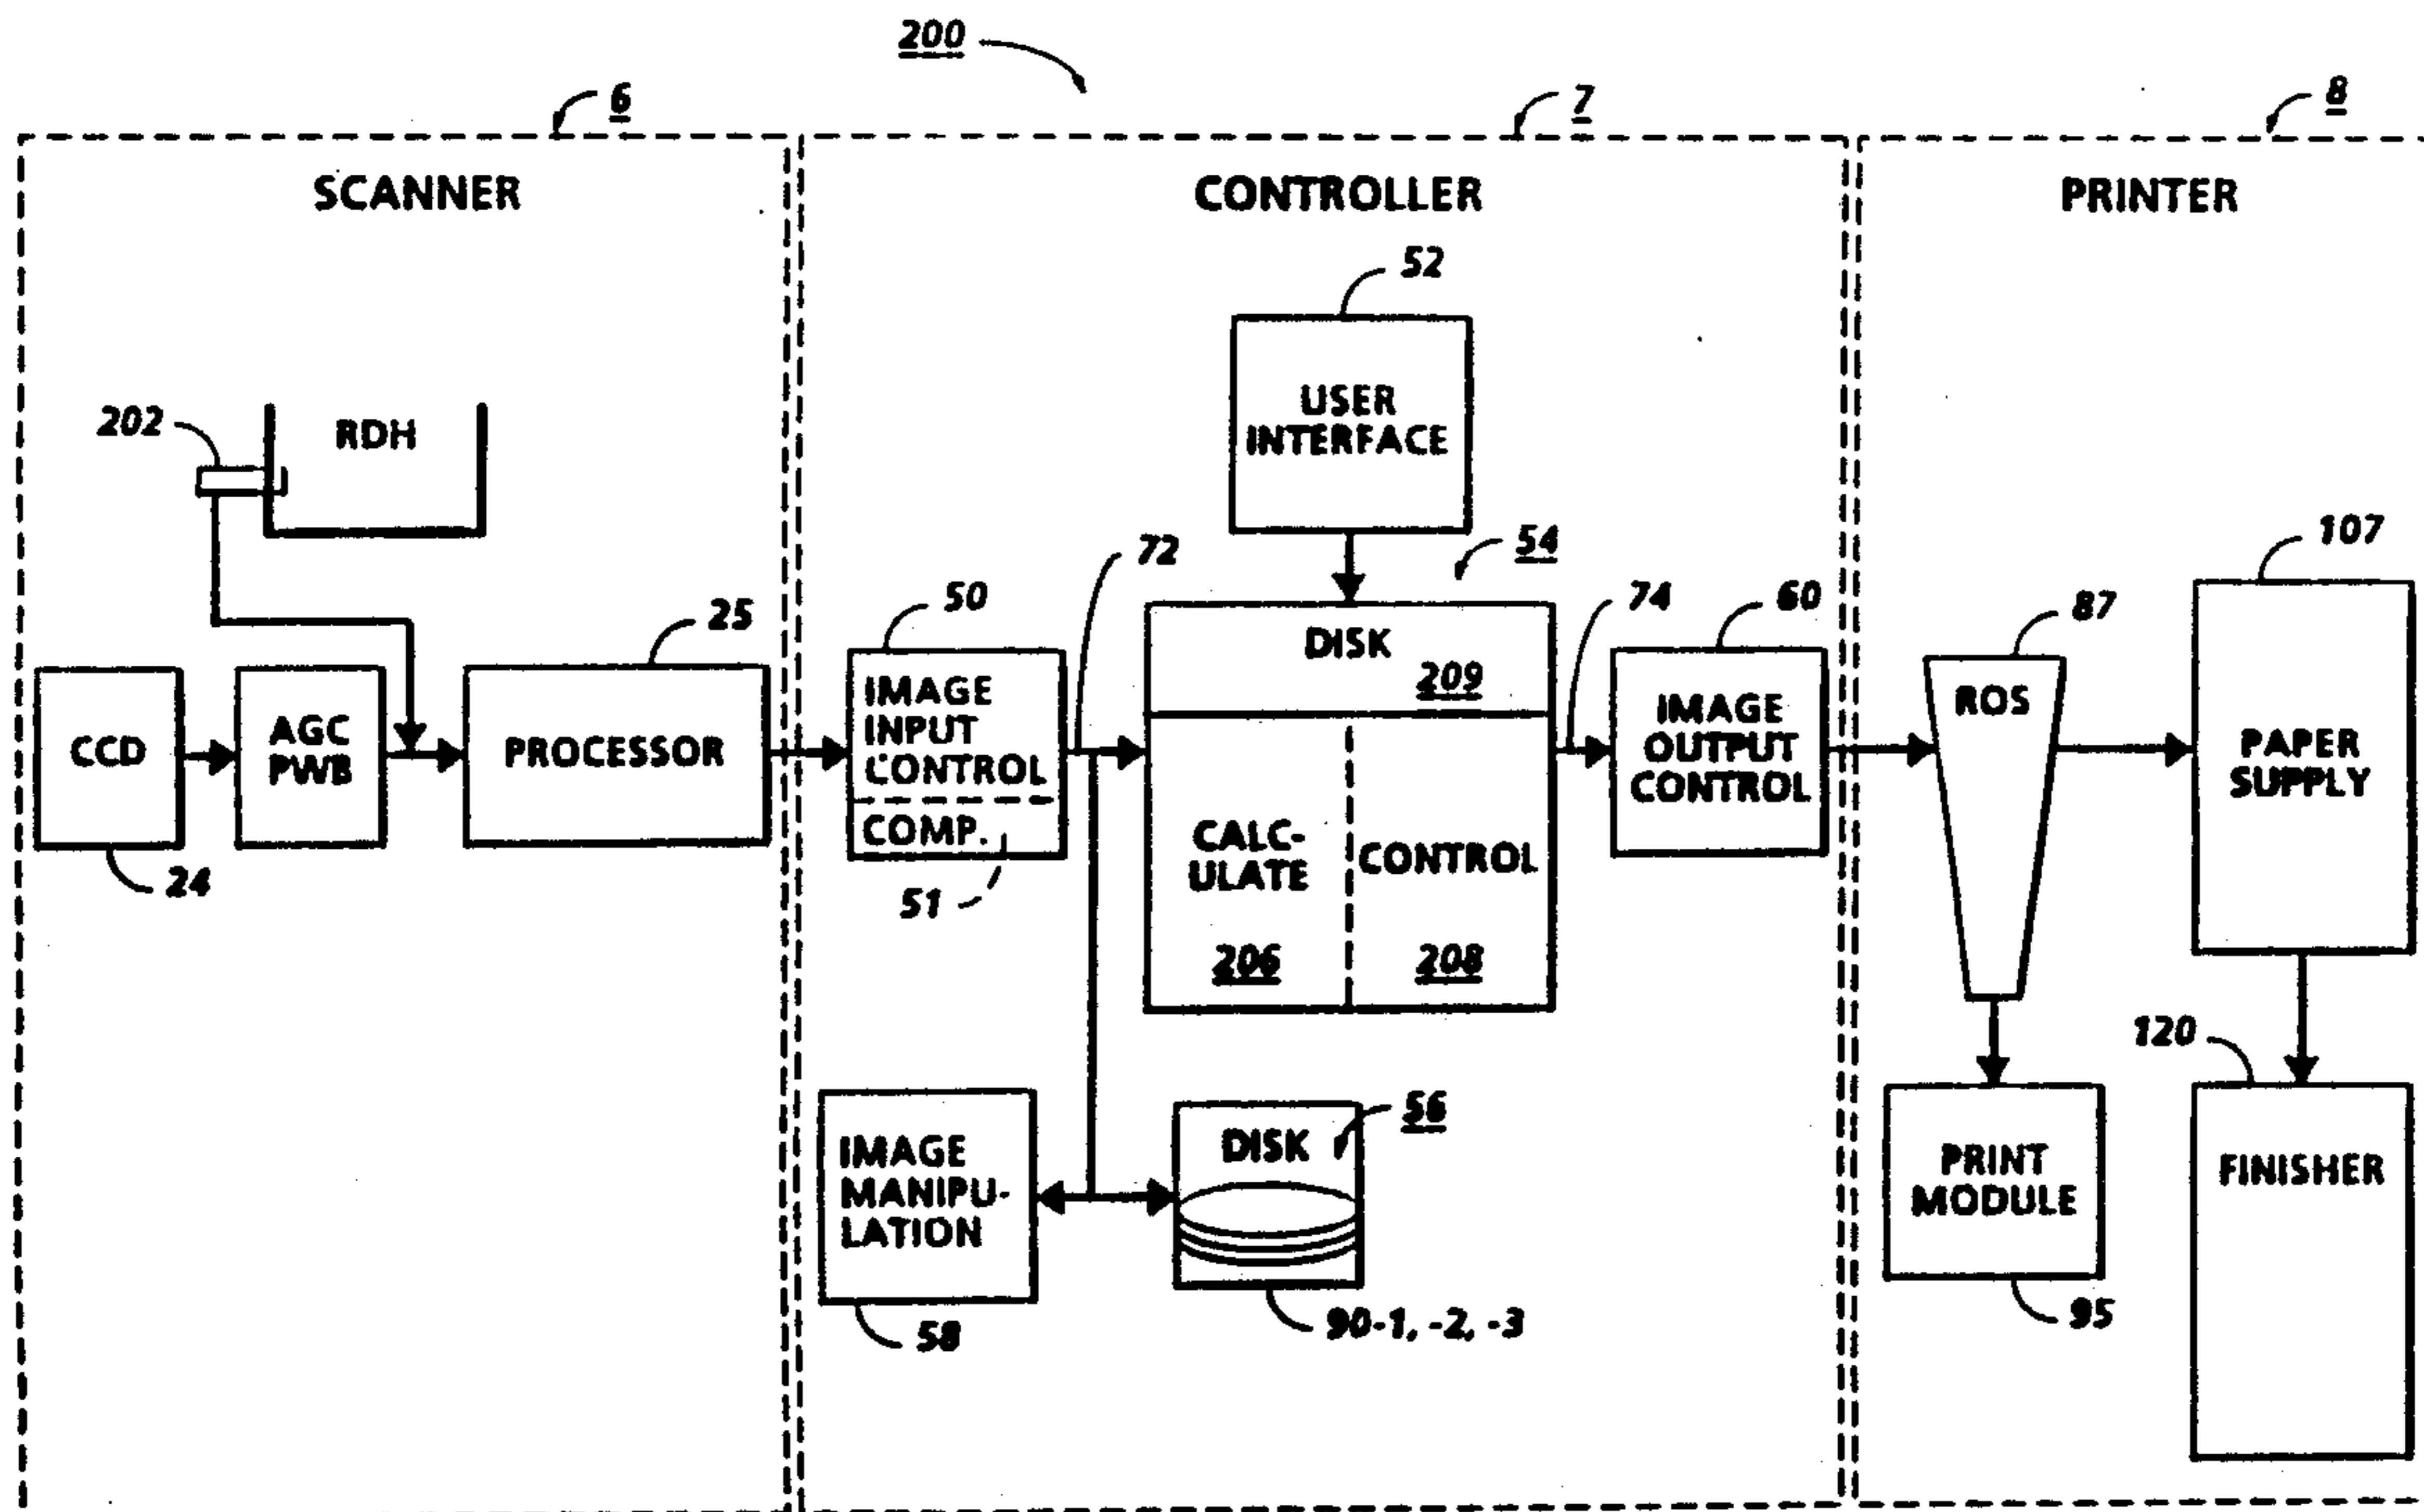 200
6
7
8
SCANNER
CONTROLLER
PRINTER
52
USER
INTERFACE
202
RDH
54
107
72
50
25
74
60
87
DISK
209
CCD
AGC
PWB
PROCESSOR
IMAGE
INPUT
CONTROL
COMP.
51
CALC-
ULATE
206
CONTROL
208
IMAGE
OUTPUT
CONTROL
ROS
PAPER
SUPPLY
24
120
56
DISK
IMAGE
MANIPU-
LATION
58
90-1, -2, -3
PRINT
MODULE
95
FINISHER